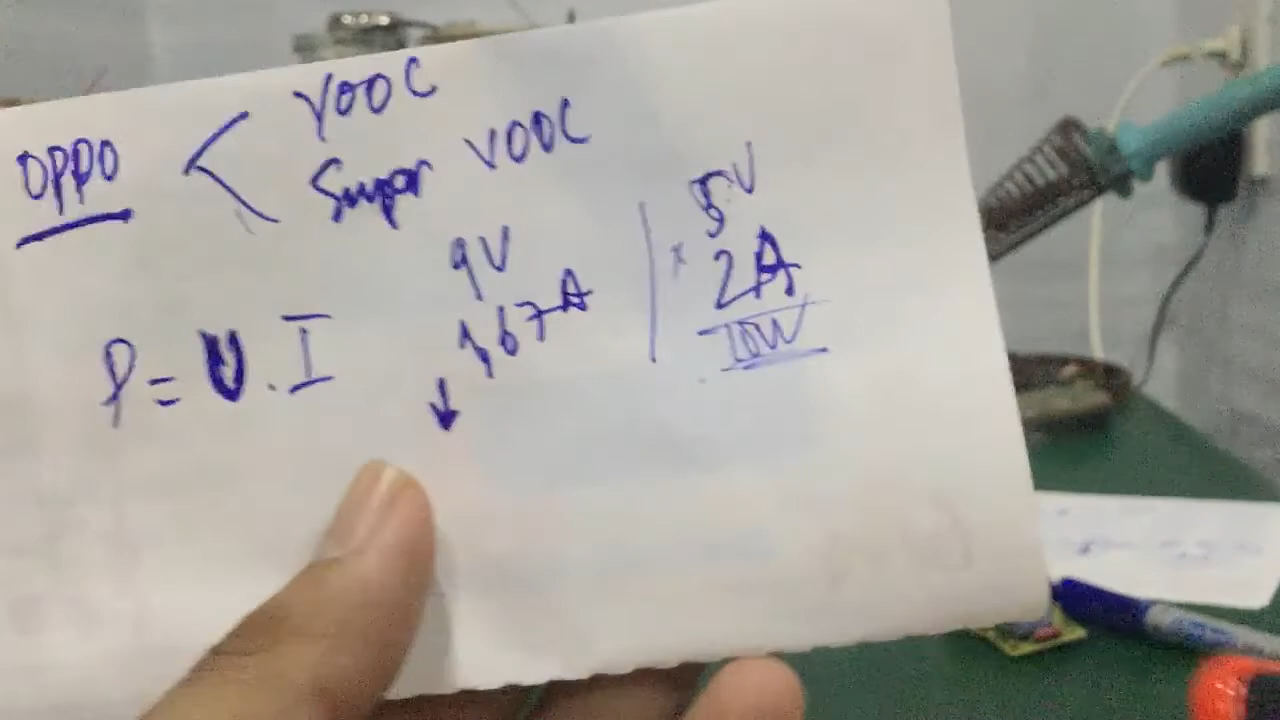 OPPO
VOOC
Super VOOC
P = U . I
9V
1,67A
5V
× 2A
10W